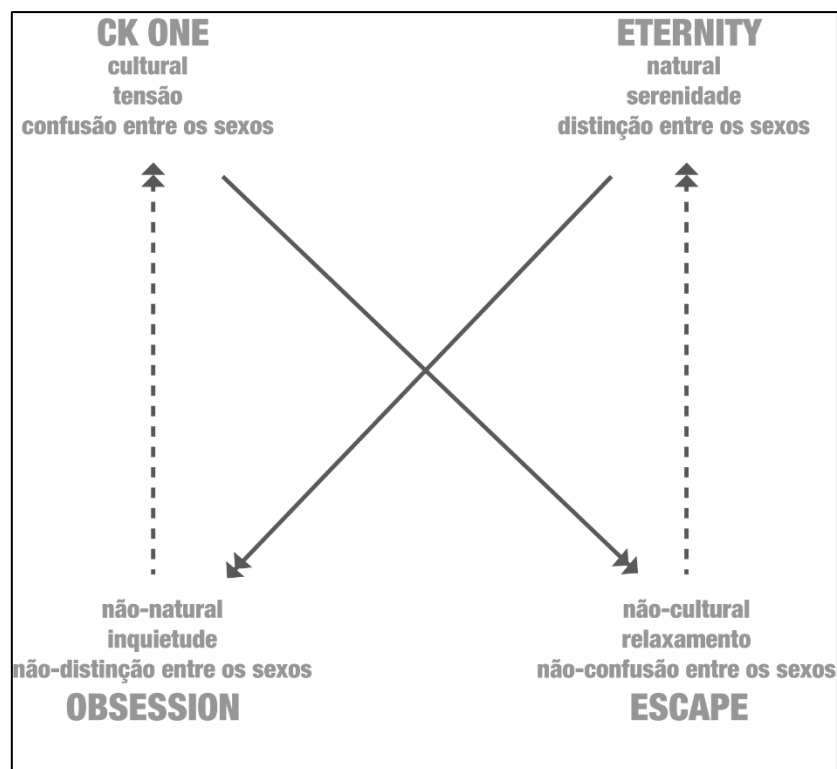 CK ONE
cultural
tensão
confusão entre os sexos
ETERNITY
natural
serenidade
distinção entre os sexos
não-natural
inquietude
não-distinção entre os sexos
OBSESSION
não-cultural
relaxamento
não-confusão entre os sexos
ESCAPE